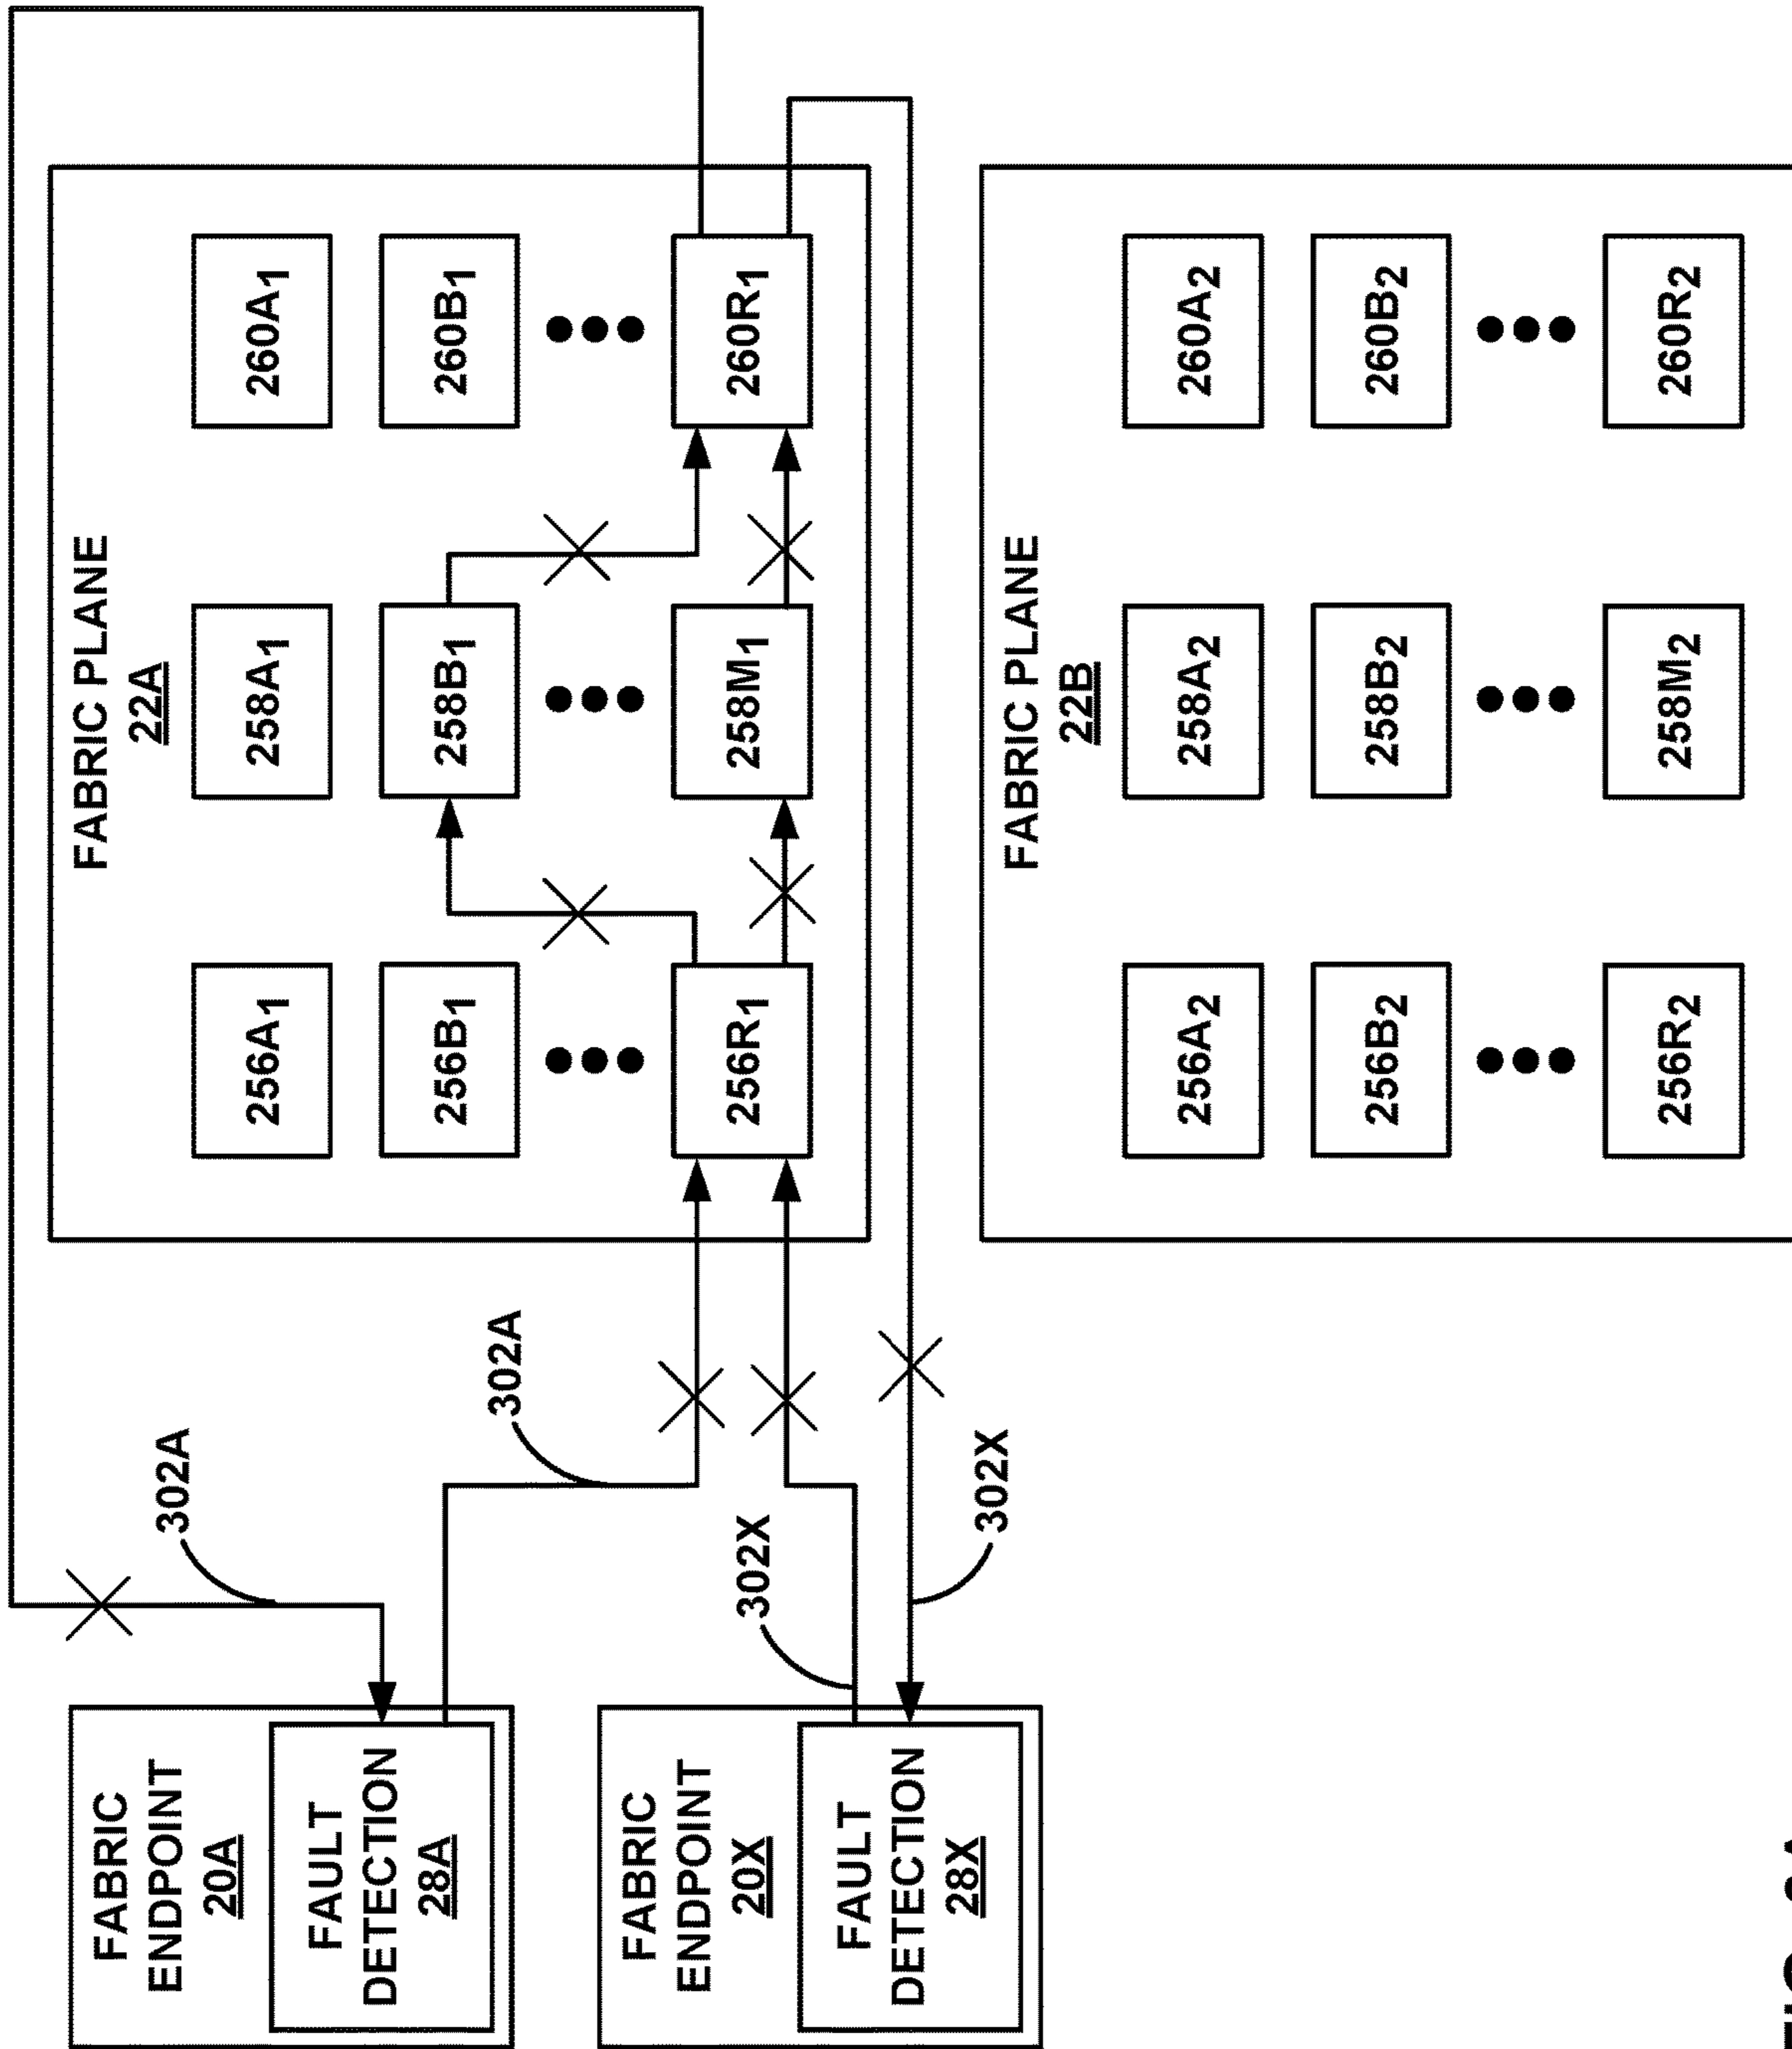 FABRIC
ENDPOINT
20A
FAULT
DETECTION
28A
FABRIC
ENDPOINT
20X
FAULT
DETECTION
28X
302A
302A
302X
302X
FABRIC PLANE
22A
256A1
258A1
260A1
256B1
258B1
260B1
256R1
258M1
260R1
FABRIC PLANE
22B
256A2
258A2
260A2
256B2
258B2
260B2
256R2
258M2
260R2